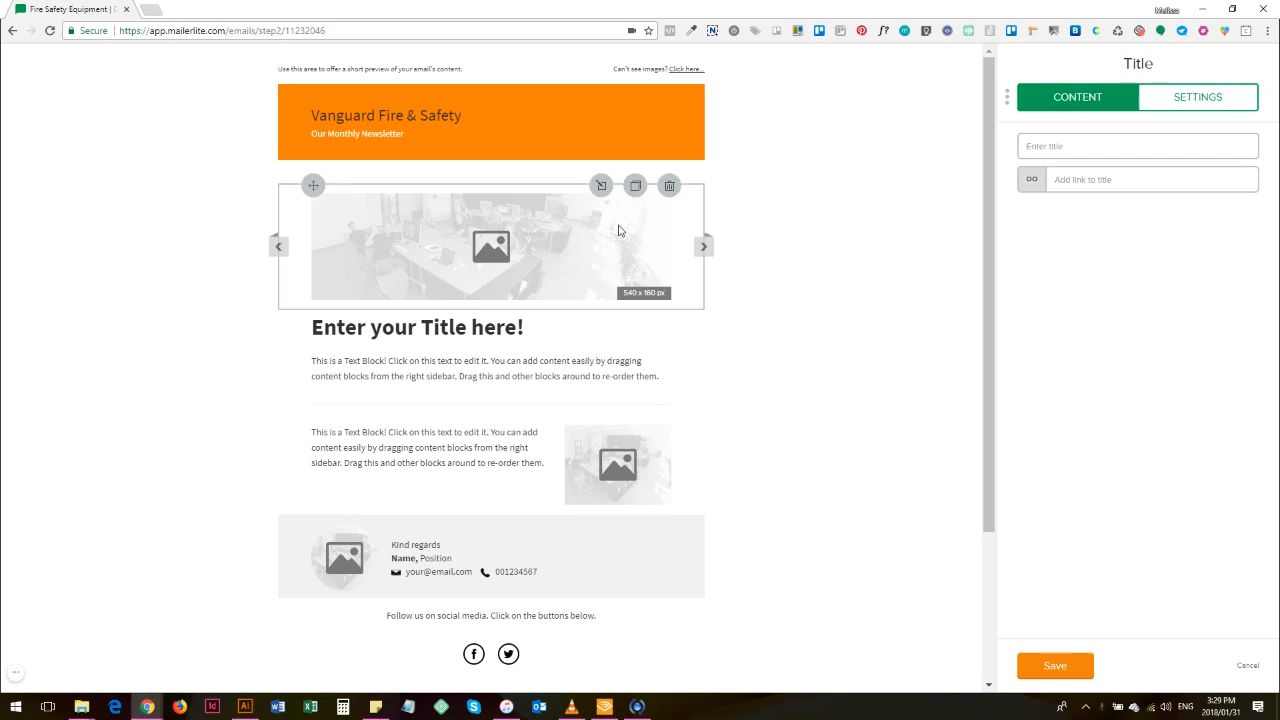 Fire Safety Equipment | D
Melissa
Secure
https://app.mailerlite.com/emails/step2/11232046
Use this area to offer a short preview of your email's content.
Can't see images? Click here...
Vanguard Fire & Safety
Our Monthly Newsletter
540 x 160 px
Enter your Title here!
This is a Text Block! Click on this text to edit it. You can add content easily by dragging
content blocks from the right sidebar. Drag this and other blocks around to re-order them.
This is a Text Block! Click on this text to edit it. You can add
content easily by dragging content blocks from the right
sidebar. Drag this and other blocks around to re-order them.
Kind regards
Name, Position
your@email.com 001234567
Follow us on social media. Click on the buttons below.
Title
CONTENT
SETTINGS
Enter title
Add link to title
Save
Cancel
ENG
3:29 PM
2018/01/31